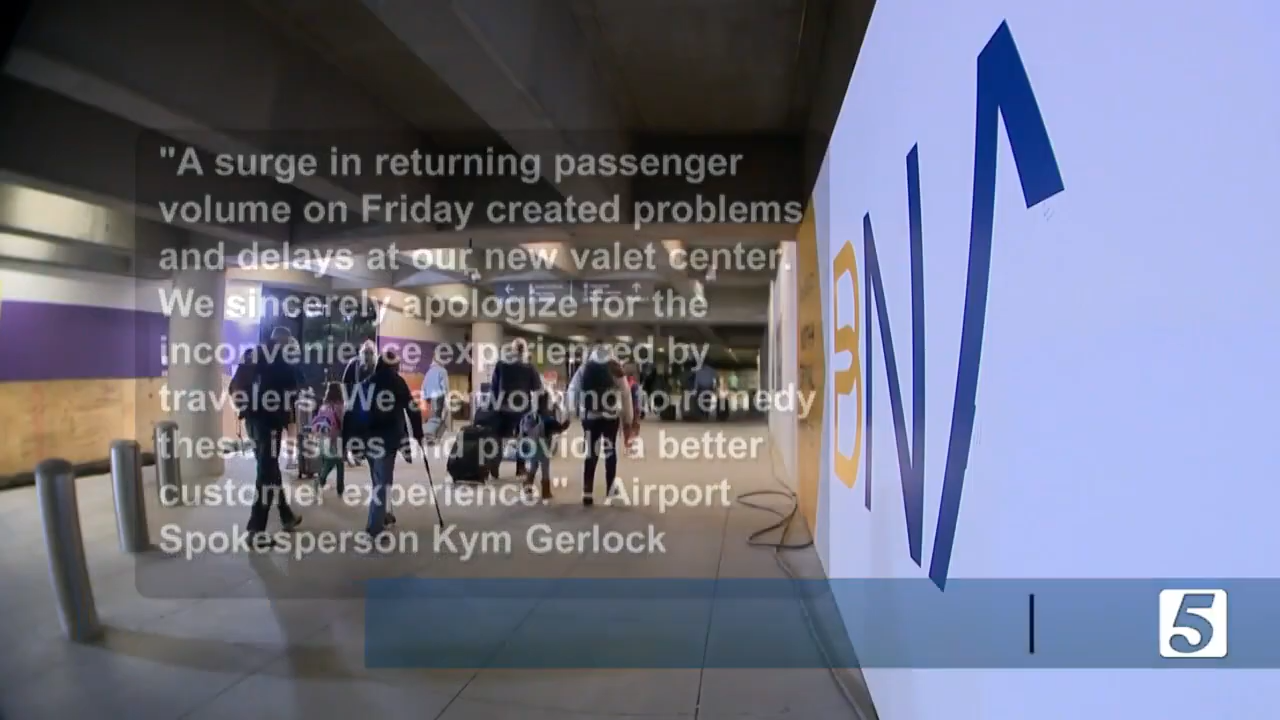 "A surge in returning passenger
volume on Friday created problems
and delays at our new valet center.
We sincerely apologize for the
inconvenience experienced by
travelers. We are working to remedy
these issues and provide a better
customer experience." - Airport
Spokesperson Kym Gerlock
BN
5